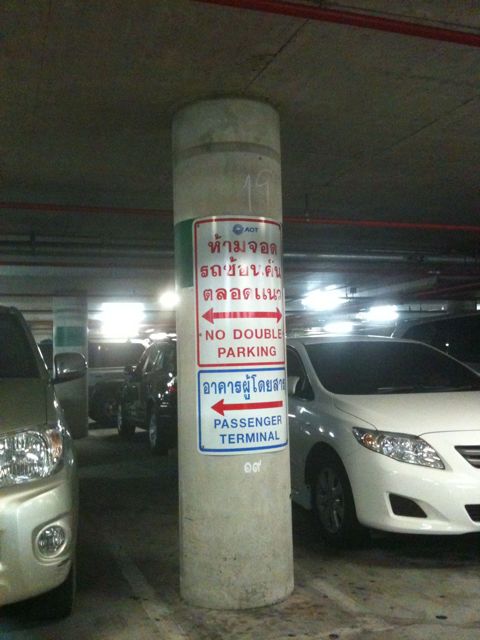 19
AOT
ห้ามจอด
รถซ้อนคัน
ตลอดแนว
NO DOUBLE
PARKING
อาคารผู้โดยสาร
PASSENGER
TERMINAL
๑๙